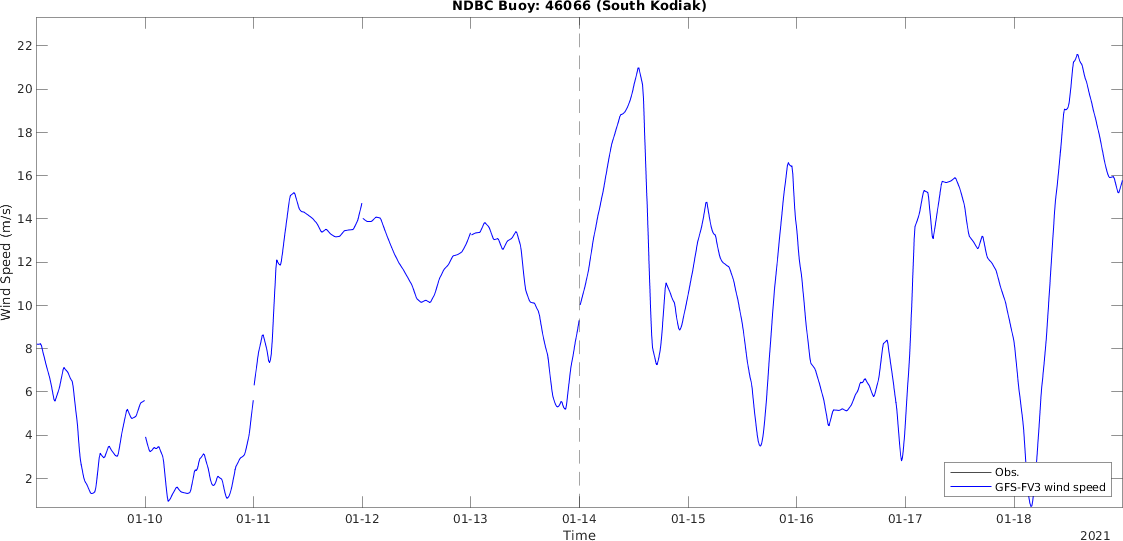 NDBC Buoy: 46066 (South Kodiak)
Wind Speed (m/s)
22
20
18
16
14
12
10
8
6
4
2
Obs.
GFS-FV3 wind speed
01-10 01-11 01-12 01-13 01-14 01-15 01-16 01-17 01-18
Time
2021